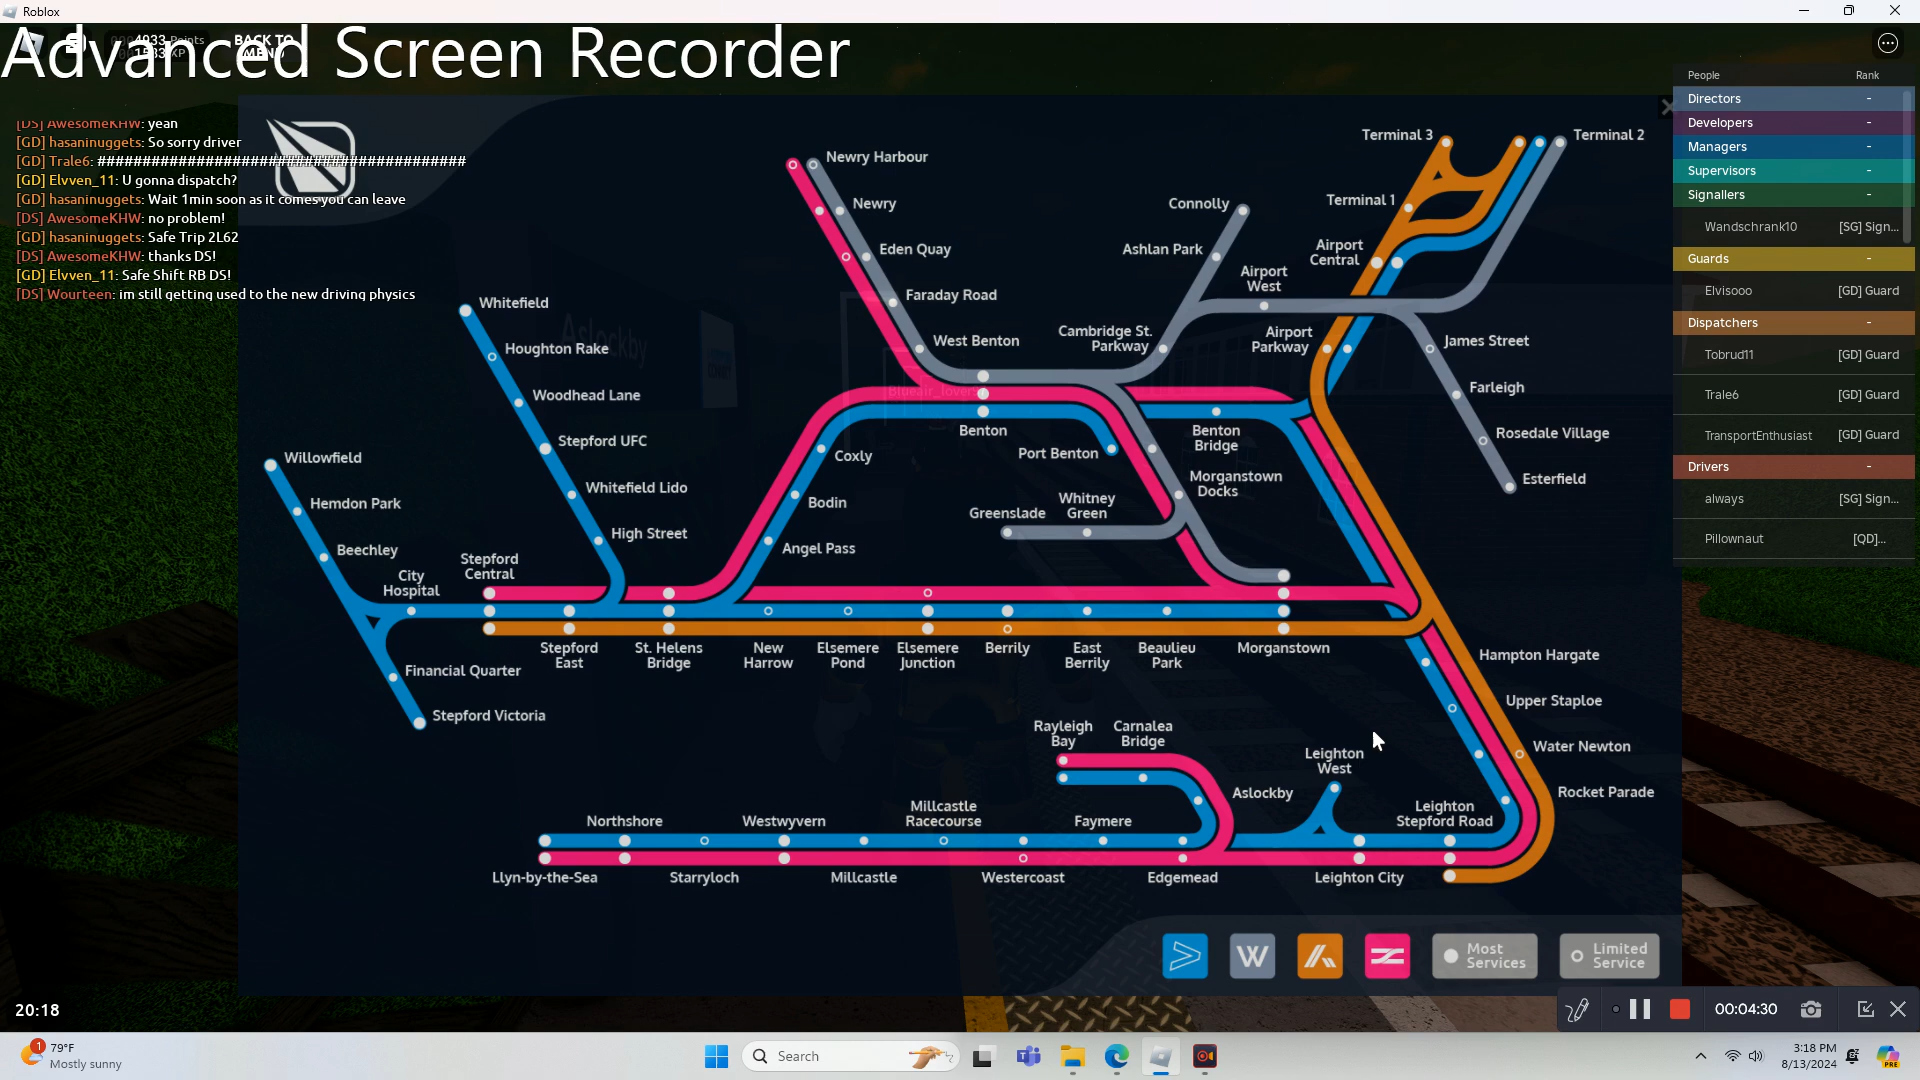 Roblox
4933 Points
1533 XP
BACK TO
MENU
Advanced Screen Recorder
[DS] AwesomeKHW: yeah
[GD] hasaninuggets: So sorry driver
[GD] Trale6: #########################################
[GD] Elvven_11: U gonna dispatch?
[GD] hasaninuggets: Wait 1min soon as it comes you can leave
[DS] AwesomeKHW: no problem!
[GD] hasaninuggets: Safe Trip 2L62
[DS] AwesomeKHW: thanks DS!
[GD] Elvven_11: Safe Shift RB DS!
[DS] Wourteen: im still getting used to the new driving physics
People Rank
Directors -
Developers -
Managers -
Supervisors -
Signallers -
Wandschrank10 [SG] Sign...
Guards -
Elvisooo [GD] Guard
Dispatchers -
Tobrud11 [GD] Guard
Trale6 [GD] Guard
TransportEnthusiast [GD] Guard
Drivers -
always [SG] Sign...
Pillownaut [QD]...
Terminal 3
Terminal 2
Newry Harbour
Newry
Eden Quay
Faraday Road
West Benton
Connolly
Ashlan Park
Terminal 1
Airport
Central
Airport
West
Cambridge St.
Parkway
Airport
Parkway
James Street
Farleigh
Rosedale Village
Esterfield
Whitefield
Houghton Rake
Woodhead Lane
Stepford UFC
Whitefield Lido
High Street
Aslockby
Willowfield
Hemdon Park
Beechley
City
Hospital
Stepford
Central
Financial Quarter
Stepford Victoria
Benton
Port Benton
Benton
Bridge
Morganstown
Docks
Greenslade
Whitney
Green
Coxly
Bodin
Angel Pass
Stepford
East
St. Helens
Bridge
New
Harrow
Elsemere
Pond
Elsemere
Junction
Berrily
East
Berrily
Beaulieu
Park
Morganstown
Hampton Hargate
Upper Staploe
Water Newton
Rocket Parade
Rayleigh
Bay
Carnalea
Bridge
Leighton
West
Aslockby
Leighton
Stepford Road
Northshore
Westwyvern
Millcastle
Racecourse
Faymere
Llyn-by-the-Sea
Starryloch
Millcastle
Westercoast
Edgemead
Leighton City
W
Most
Services
Limited
Service
20:18
00:04:30
1
79°F
Mostly sunny
Search
3:18 PM
8/13/2024
PRE